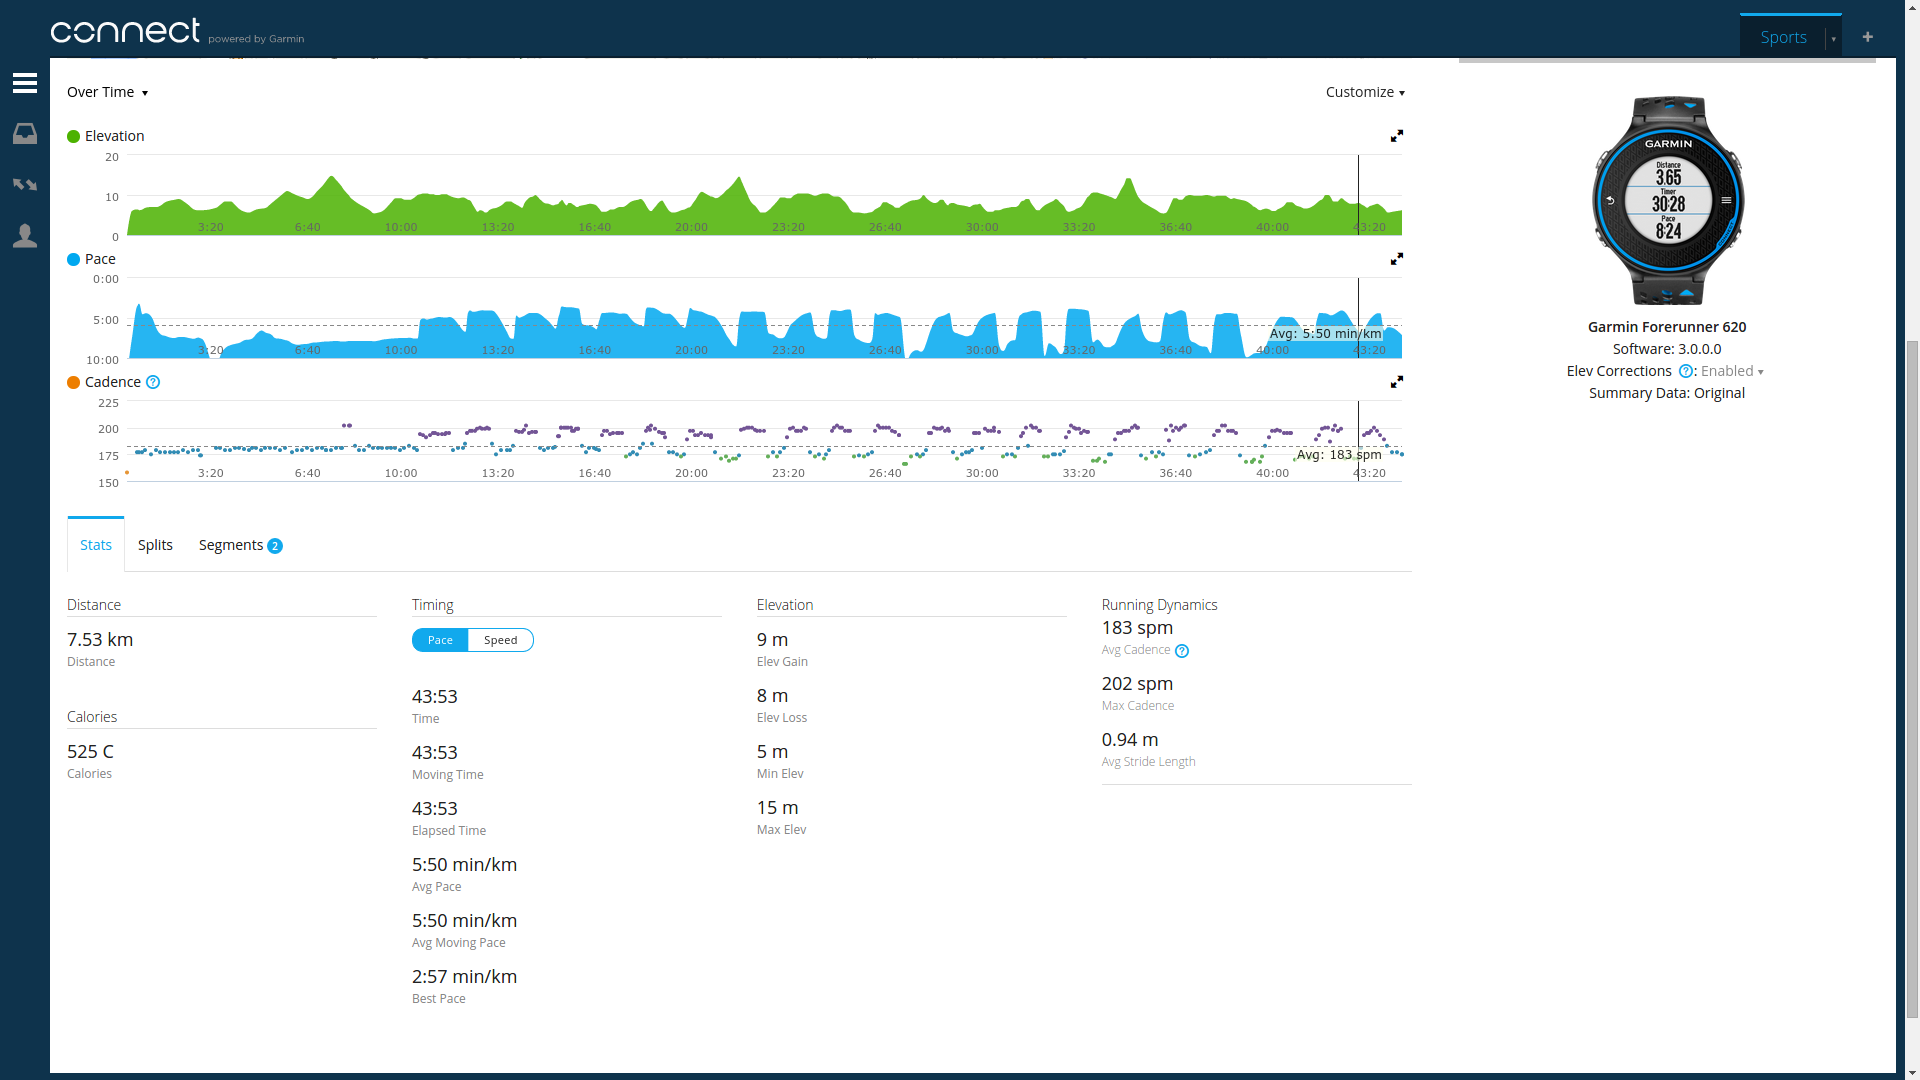 connect powered by Garmin
Sports
Over Time
Customize
Elevation
20
10
0
3:20 6:40 10:00 13:20 16:40 20:00 23:20 26:40 30:00 33:20 36:40 40:00 43:20
Pace
0:00
5:00
10:00
Avg: 5:50 min/km
3:20 6:40 10:00 13:20 16:40 20:00 23:20 26:40 30:00 33:20 36:40 40:00 43:20
Cadence ?
225
200
175
150
Avg: 183 spm
3:20 6:40 10:00 13:20 16:40 20:00 23:20 26:40 30:00 33:20 36:40 40:00 43:20
GARMIN
Distance
3.65
Timer
30:28
Pace
8:24
Garmin Forerunner 620
Software: 3.0.0.0
Elev Corrections ?: Enabled
Summary Data: Original
Stats Splits Segments 2
Distance
7.53 km
Distance
Calories
525 C
Calories
Timing
Pace Speed
43:53
Time
43:53
Moving Time
43:53
Elapsed Time
5:50 min/km
Avg Pace
5:50 min/km
Avg Moving Pace
2:57 min/km
Best Pace
Elevation
9 m
Elev Gain
8 m
Elev Loss
5 m
Min Elev
15 m
Max Elev
Running Dynamics
183 spm
Avg Cadence ?
202 spm
Max Cadence
0.94 m
Avg Stride Length